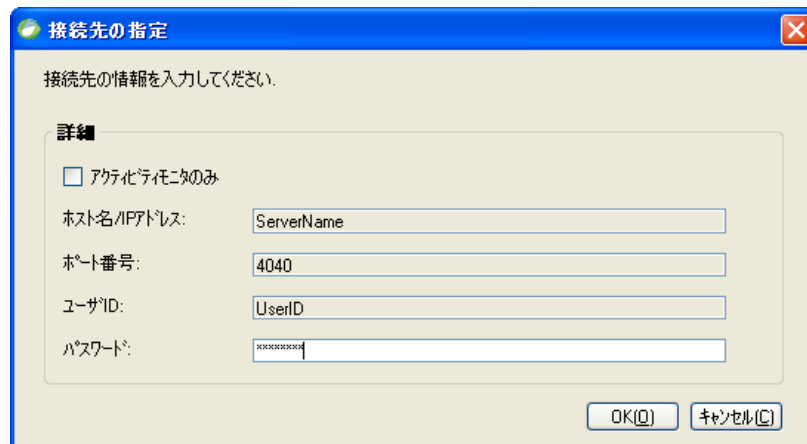 接続先の指定
接続先の情報を入力してください.
詳細
アクティビティモニタのみ
ホスト名/IPアドレス: ServerName
ポート番号: 4040
ユーザID: UserID
パスワード: ********
OK(O) キャンセル(C)